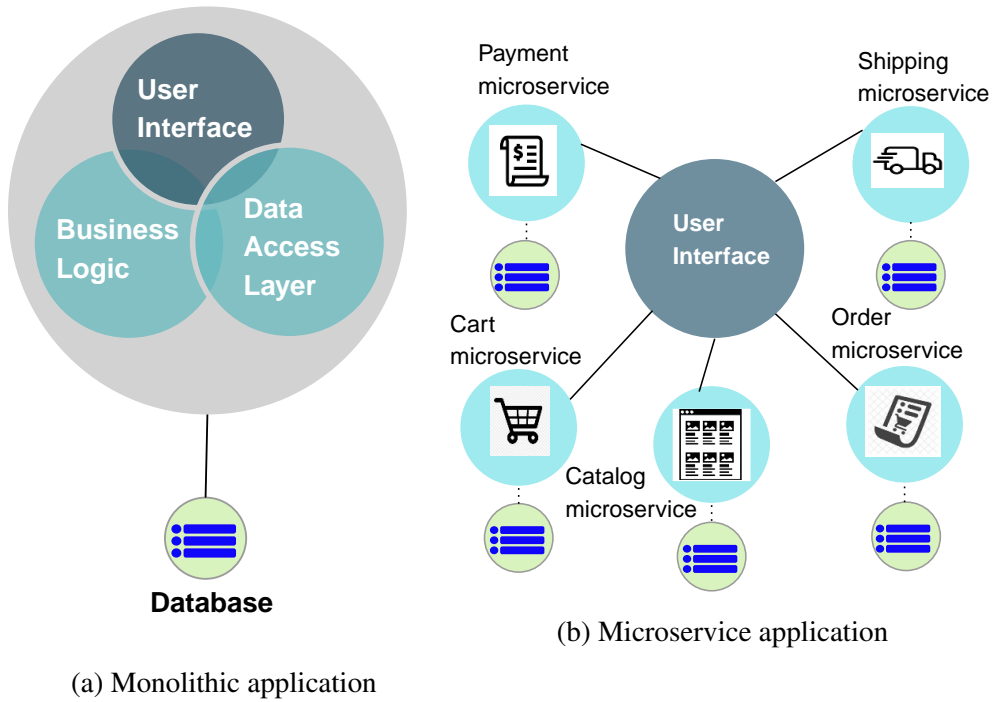 User
Interface
Business
Logic
Data
Access
Layer
Database
(a) Monolithic application
Payment
microservice
$
Shipping
microservice
User
Interface
Cart
microservice
Order
microservice
Catalog
microservice
(b) Microservice application